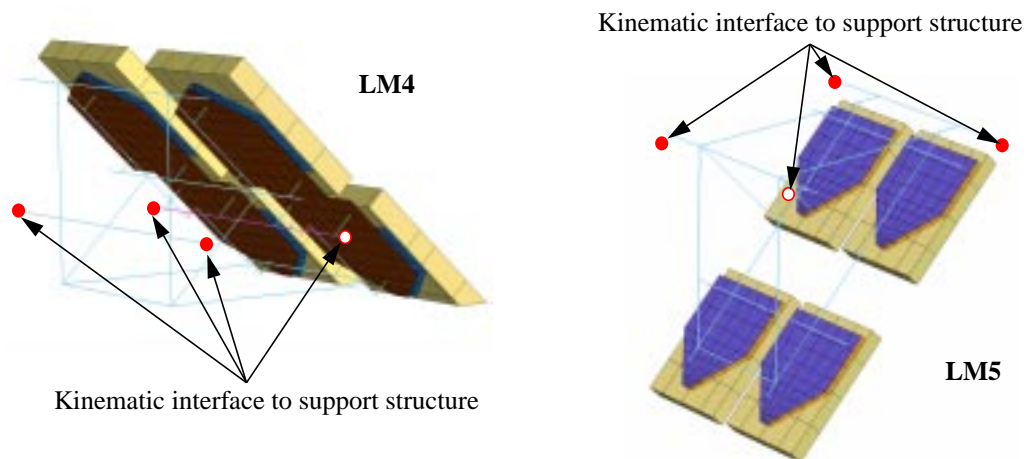 Kinematic interface to support structure
LM4
LM5
Kinematic interface to support structure